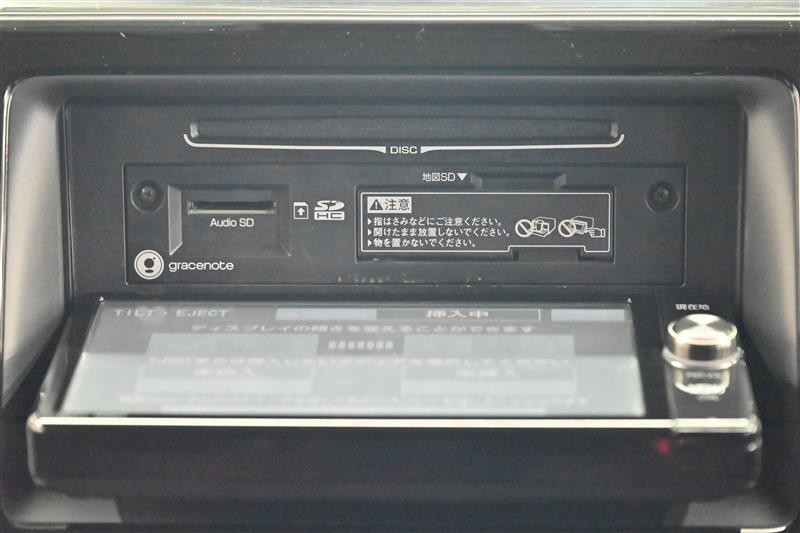 DISC
地図SD▼
Audio SD
SD
HC
⚠注意
▶指はさみなどにご注意ください。
▶開けたまま放置しないでください。
▶物を置かないでください。
gracenote
TILT・EJECT
挿入中
現在地
ディスプレイの傾きを変えることができます
未挿入